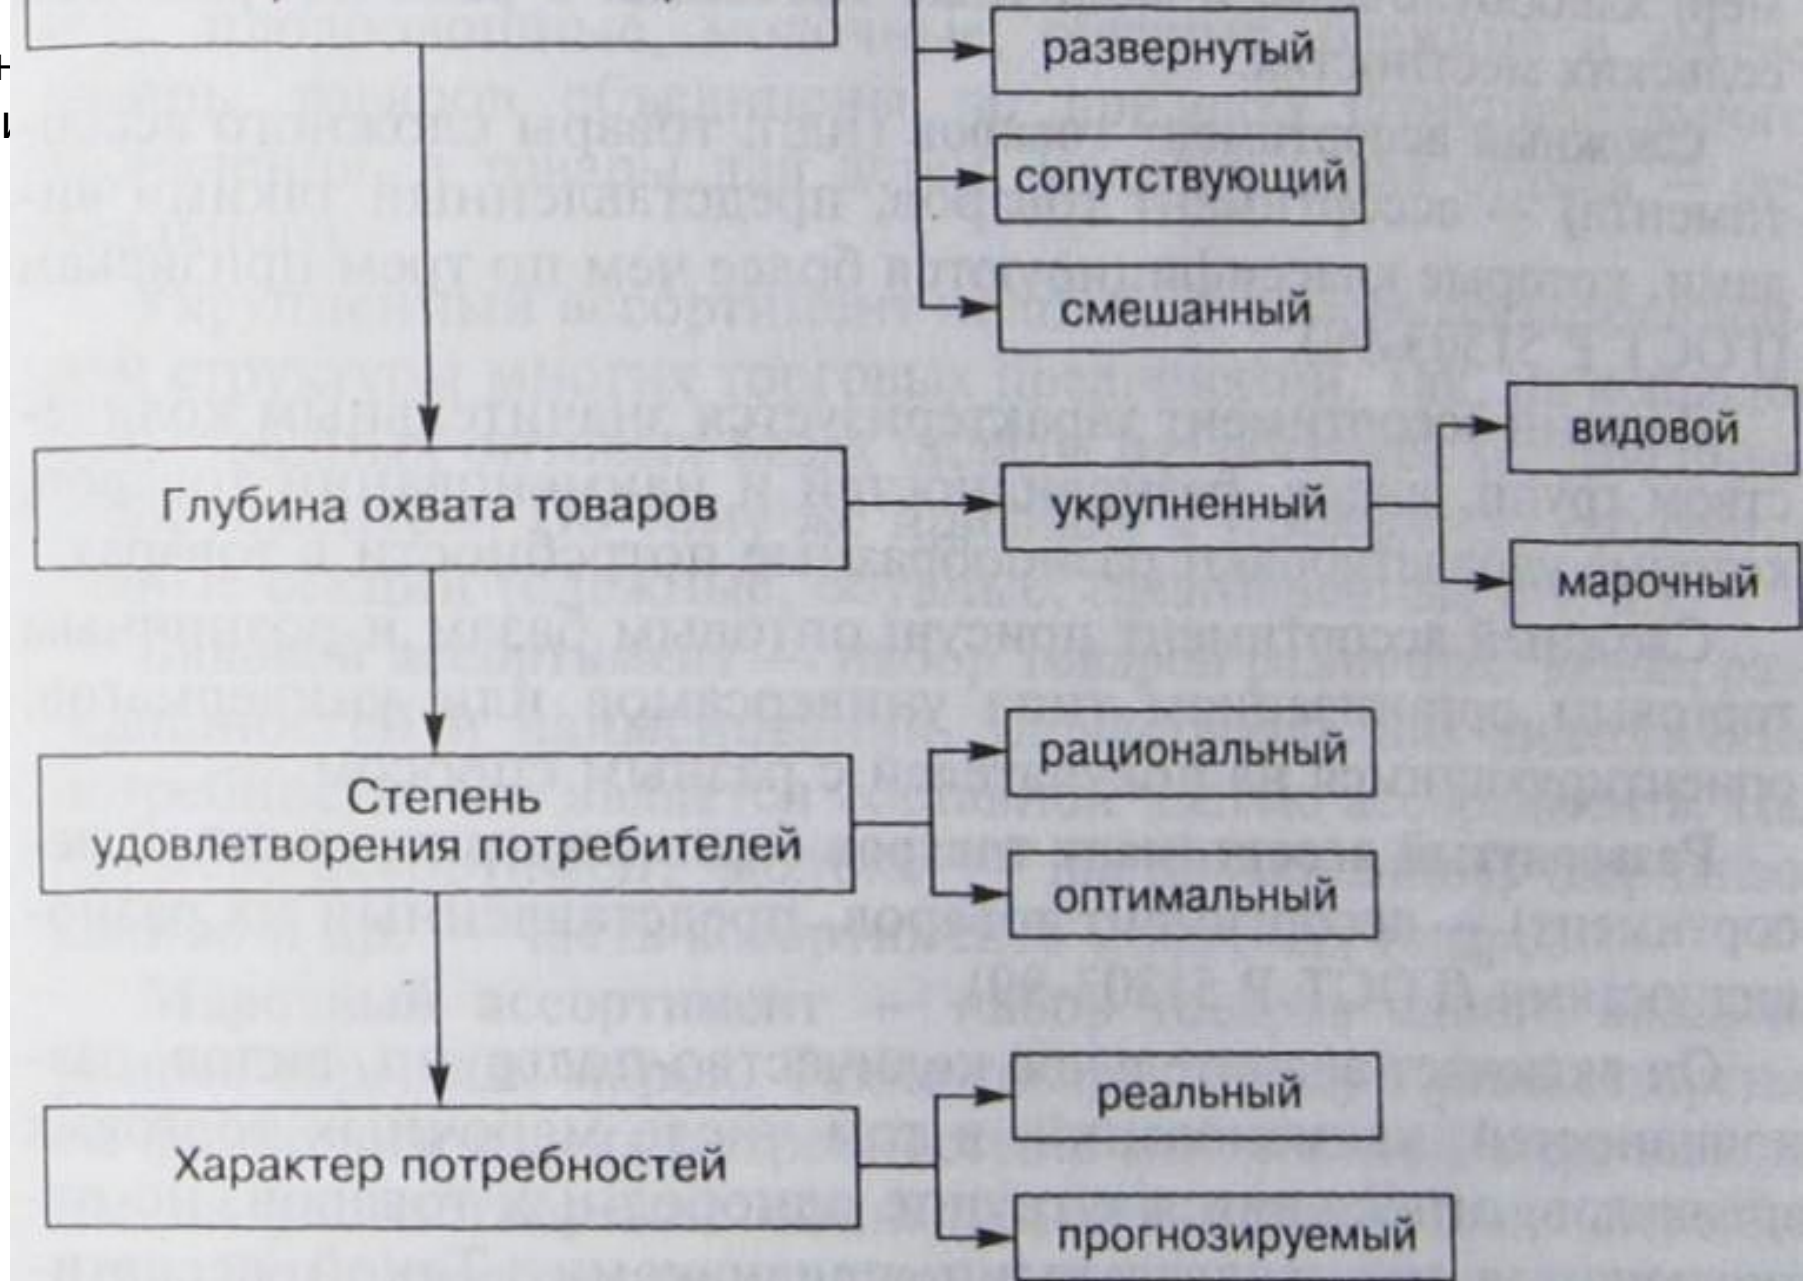 развернутый
сопутствующий
смешанный
Глубина охвата товаров
укрупненный
видовой
марочный
Степень
удовлетворения потребителей
рациональный
оптимальный
Характер потребностей
реальный
прогнозируемый